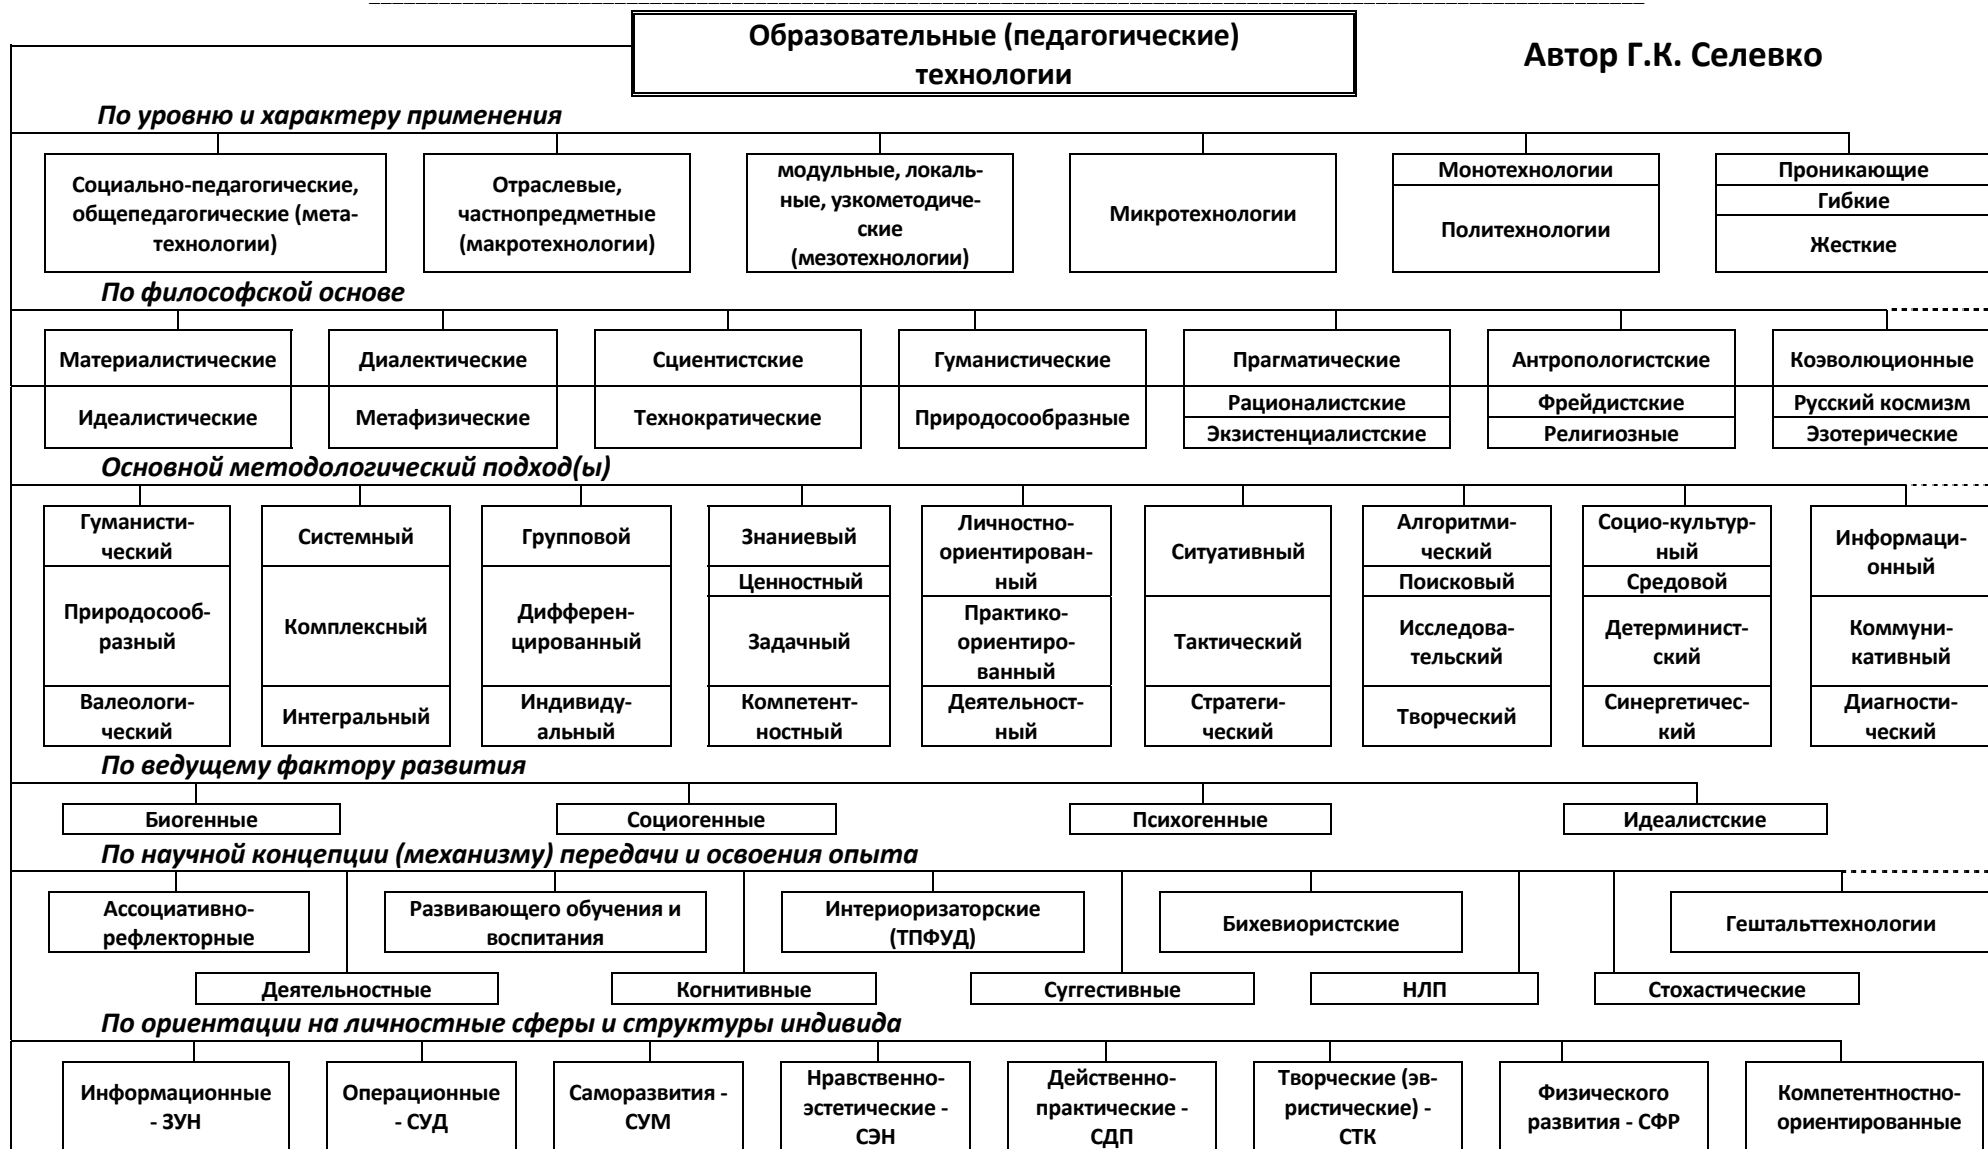 Образовательные (педагогические)
технологии
Автор Г.К. Селевко
По уровню и характеру применения
Социально-педагогические,
общепедагогические (мета-
технологии)
Отраслевые,
частнопредметные
(макротехнологии)
модульные, локаль-
ные, узкометодиче-
ские
(мезотехнологии)
Микротехнологии
Монотехнологии
Политехнологии
Проникающие
Гибкие
Жесткие
По философской основе
Материалистические
Идеалистические
Диалектические
Метафизические
Сциентистские
Технократические
Гуманистические
Природосообразные
Прагматические
Рационалистские
Экзистенциалистские
Антропологистские
Фрейдистские
Религиозные
Коэволюционные
Русский космизм
Эзотерические
Основной методологический подход(ы)
Гуманисти-
ческий
Природосооб-
разный
Валеологи-
ческий
Системный
Комплексный
Интегральный
Групповой
Дифферен-
цированный
Индивиду-
альный
Знаниевый
Ценностный
Задачный
Компетент-
ностный
Личностно-
ориентирован-
ный
Практико-
ориентиро-
ванный
Деятельност-
ный
Ситуативный
Тактический
Стратеги-
ческий
Алгоритми-
ческий
Поисковый
Исследова-
тельский
Творческий
Социо-культур-
ный
Средовой
Детерминист-
ский
Синергетичес-
кий
Информаци-
онный
Коммуни-
кативный
Диагности-
ческий
По ведущему фактору развития
Биогенные
Социогенные
Психогенные
Идеалистские
По научной концепции (механизму) передачи и освоения опыта
Ассоциативно-
рефлекторные
Развивающего обучения и
воспитания
Интериоризаторские
(ТПФУД)
Бихевиористские
Гештальттехнологии
Деятельностные
Когнитивные
Суггестивные
НЛП
Стохастические
По ориентации на личностные сферы и структуры индивида
Информационные
- ЗУН
Операционные
- СУД
Саморазвития -
СУМ
Нравственно-
эстетические -
СЭН
Действенно-
практические -
СДП
Творческие (эв-
ристические) -
СТК
Физического
развития - СФР
Компетентностно-
ориентированные